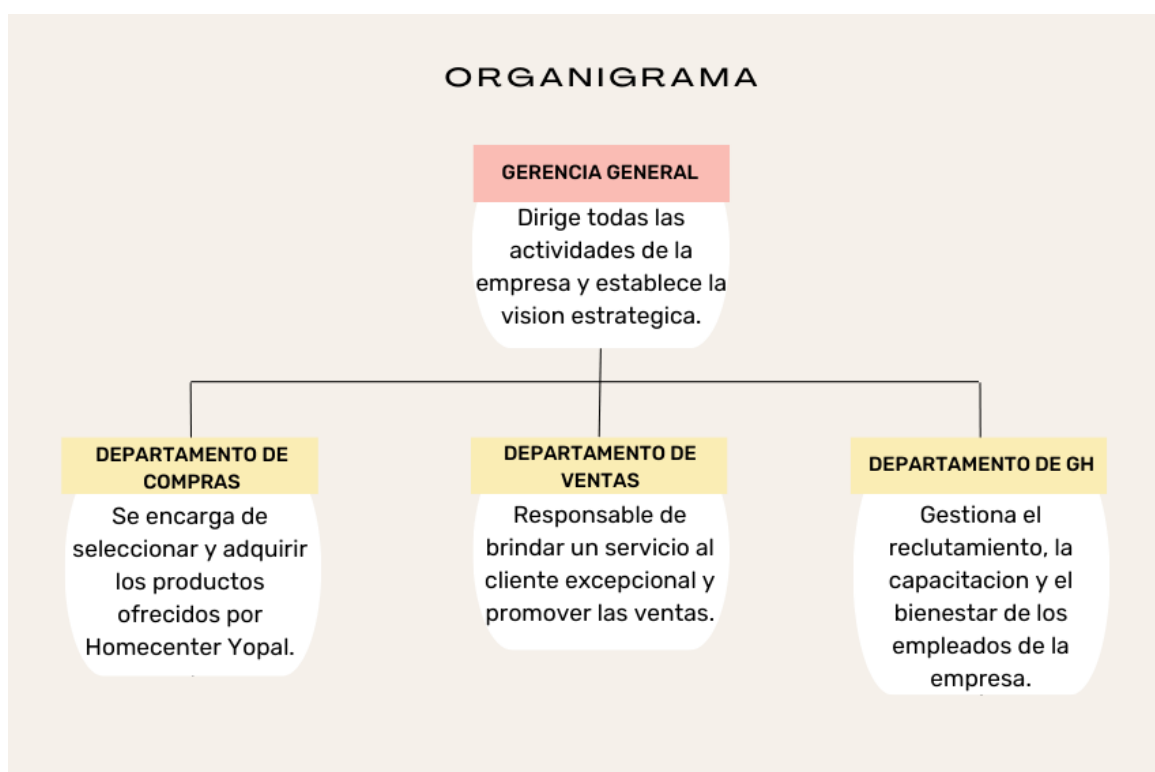 ORGANIGRAMA
GERENCIA GENERAL
Dirige todas las
actividades de la
empresa y establece la
vision estrategica.
DEPARTAMENTO DE
COMPRAS
Se encarga de
seleccionar y adquirir
los productos
ofrecidos por
Homecenter Yopal.
DEPARTAMENTO DE
VENTAS
Responsable de
brindar un servicio al
cliente excepcional y
promover las ventas.
DEPARTAMENTO DE GH
Gestiona el
reclutamiento, la
capacitacion y el
bienestar de los
empleados de la
empresa.